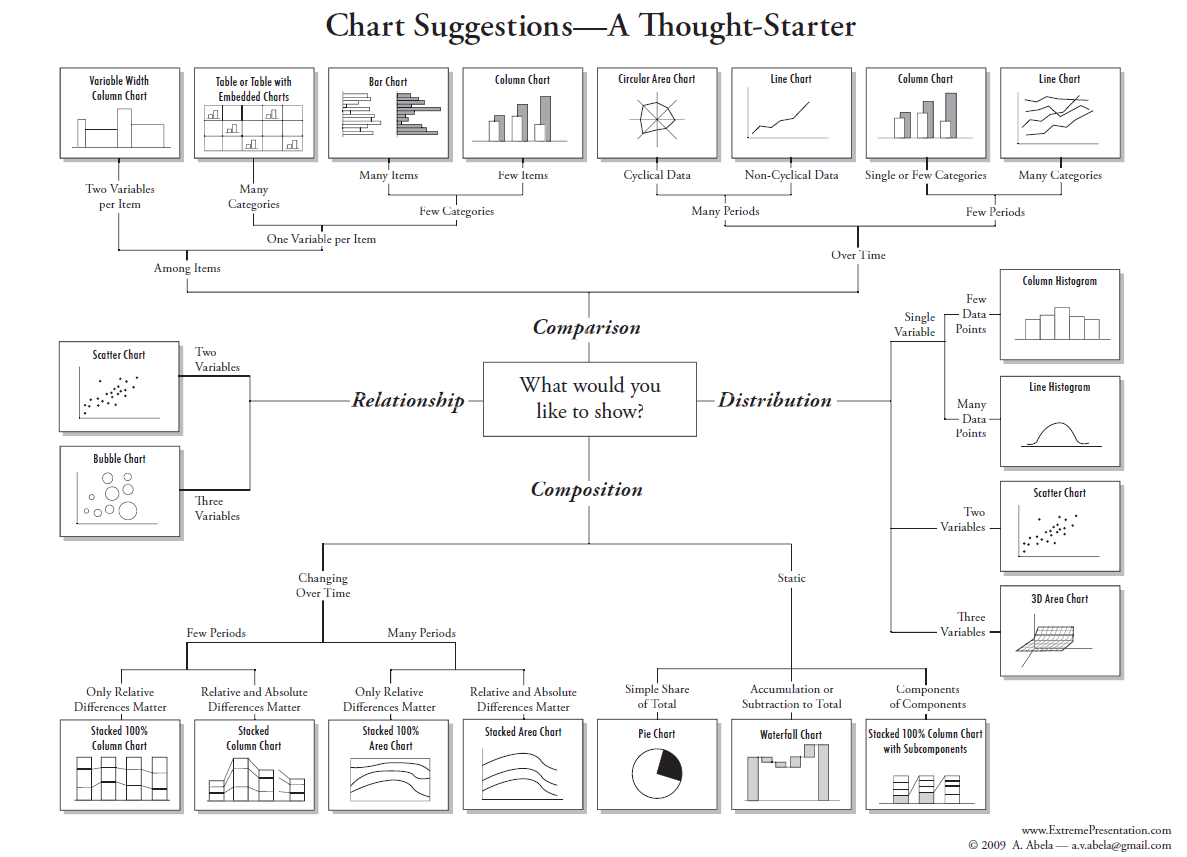 Chart Suggestions—A Thought-Starter
Variable Width
Column Chart
Table or Table with
Embedded Charts
Bar Chart
Column Chart
Circular Area Chart
Line Chart
Column Chart
Line Chart
Two Variables
per Item
Many
Categories
Many Items
Few Items
Cyclical Data
Non-Cyclical Data
Single or Few Categories
Many Categories
Few Categories
Many Periods
Few Periods
One Variable per Item
Over Time
Among Items
Comparison
What would you
like to show?
Relationship
Two
Variables
Scatter Chart
Three
Variables
Bubble Chart
Distribution
Single
Variable
Few
Data
Points
Column Histogram
Many
Data
Points
Line Histogram
Two
Variables
Scatter Chart
Three
Variables
3D Area Chart
Composition
Changing
Over Time
Static
Few Periods
Many Periods
Only Relative
Differences Matter
Relative and Absolute
Differences Matter
Only Relative
Differences Matter
Relative and Absolute
Differences Matter
Simple Share
of Total
Accumulation or
Subtraction to Total
Components
of Components
Stacked 100%
Column Chart
Stacked
Column Chart
Stacked 100%
Area Chart
Stacked Area Chart
Pie Chart
Waterfall Chart
Stacked 100% Column Chart
with Subcomponents
www.ExtremePresentation.com
© 2009 A. Abela — a.v.abela@gmail.com